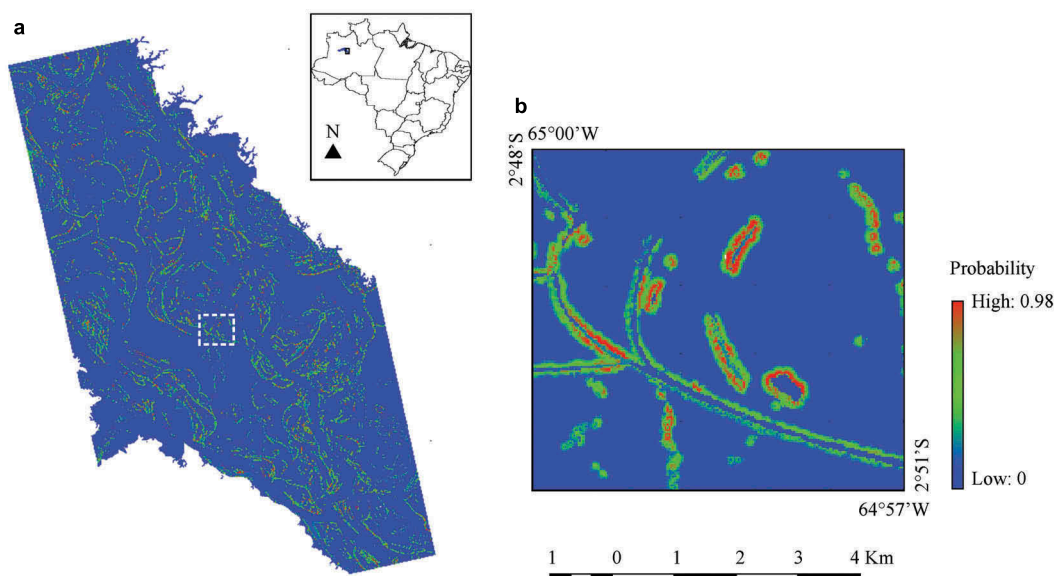 a
N
b
65°00’W
2°48’S
2°51’S
64°57’W
Probability
High: 0.98
Low: 0
1 0 1 2 3 4 Km